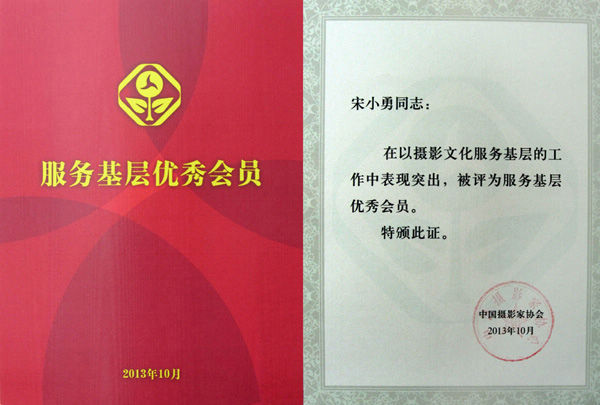 服务基层优秀会员
2013年10月
宋小勇同志：
在以摄影文化服务基层的工
作中表现突出，被评为服务基层
优秀会员。
特颁此证。
中国摄影家协会
2013年10月